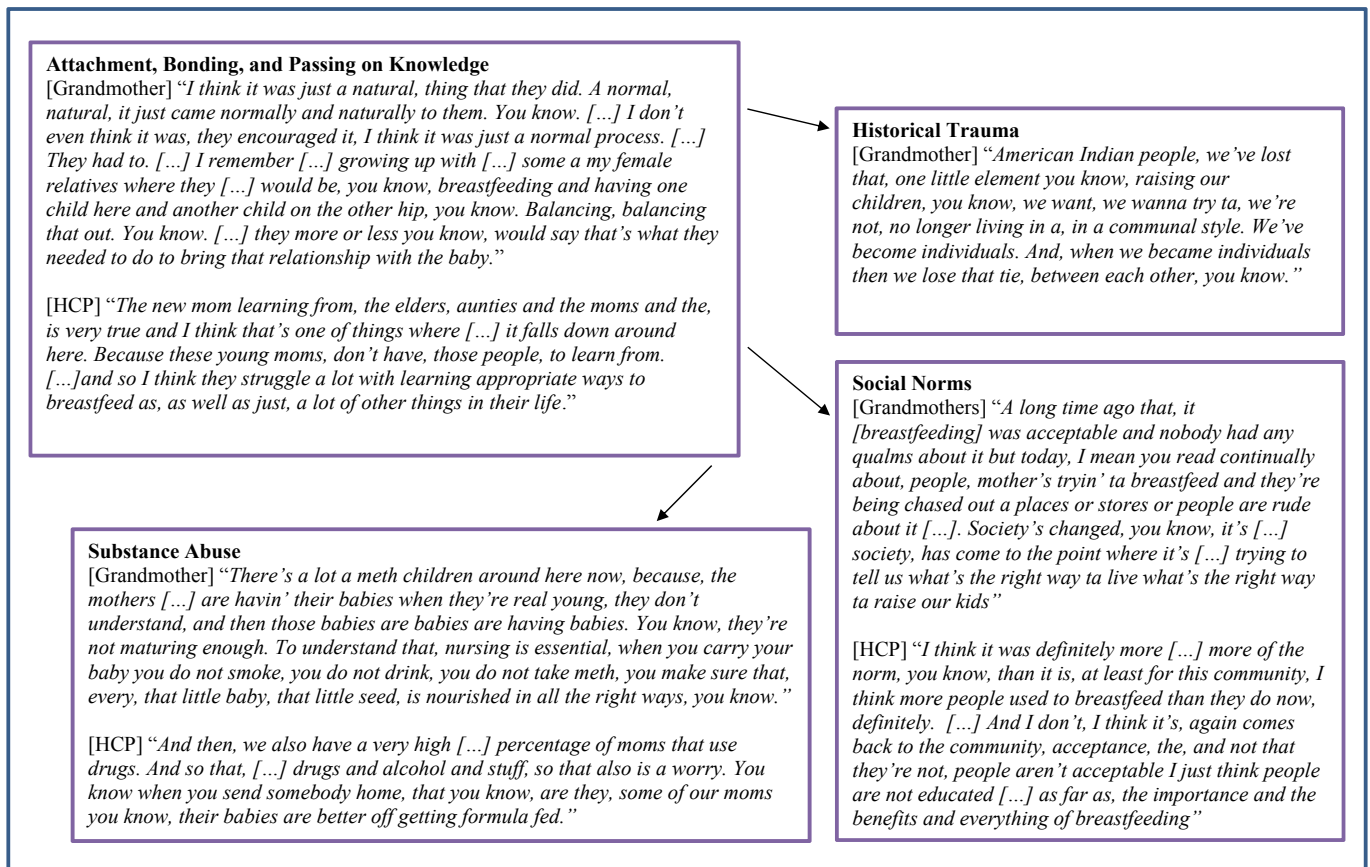 Attachment, Bonding, and Passing on Knowledge
[Grandmother] “I think it was just a natural, thing that they did. A normal,
natural, it just came normally and naturally to them. You know. […] I don’t
even think it was, they encouraged it, I think it was just a normal process. […]
They had to. […] I remember […] growing up with […] some a my female
relatives where they […] would be, you know, breastfeeding and having one
child here and another child on the other hip, you know. Balancing, balancing
that out. You know. […] they more or less you know, would say that’s what they
needed to do to bring that relationship with the baby.”
[HCP] “The new mom learning from, the elders, aunties and the moms and the,
is very true and I think that’s one of things where […] it falls down around
here. Because these young moms, don’t have, those people, to learn from.
[…]and so I think they struggle a lot with learning appropriate ways to
breastfeed as, as well as just, a lot of other things in their life.”
Historical Trauma
[Grandmother] “American Indian people, we’ve lost
that, one little element you know, raising our
children, you know, we want, we wanna try ta, we’re
not, no longer living in a, in a communal style. We’ve
become individuals. And, when we became individuals
then we lose that tie, between each other, you know.”
Social Norms
[Grandmothers] “A long time ago that, it
[breastfeeding] was acceptable and nobody had any
qualms about it but today, I mean you read continually
about, people, mother’s tryin’ ta breastfeed and they’re
being chased out a places or stores or people are rude
about it […]. Society’s changed, you know, it’s […]
society, has come to the point where it’s […] trying to
tell us what’s the right way ta live what’s the right way
ta raise our kids”
[HCP] “I think it was definitely more […] more of the
norm, you know, than it is, at least for this community, I
think more people used to breastfeed than they do now,
definitely. […] And I don’t, I think it’s, again comes
back to the community, acceptance, the, and not that
they’re not, people aren’t acceptable I just think people
are not educated […] as far as, the importance and the
benefits and everything of breastfeeding”
Substance Abuse
[Grandmother] “There’s a lot a meth children around here now, because, the
mothers […] are havin’ their babies when they’re real young, they don’t
understand, and then those babies are babies are having babies. You know, they’re
not maturing enough. To understand that, nursing is essential, when you carry your
baby you do not smoke, you do not drink, you do not take meth, you make sure that,
every, that little baby, that little seed, is nourished in all the right ways, you know.”
[HCP] “And then, we also have a very high […] percentage of moms that use
drugs. And so that, […] drugs and alcohol and stuff, so that also is a worry. You
know when you send somebody home, that you know, are they, some of our moms
you know, their babies are better off getting formula fed.”